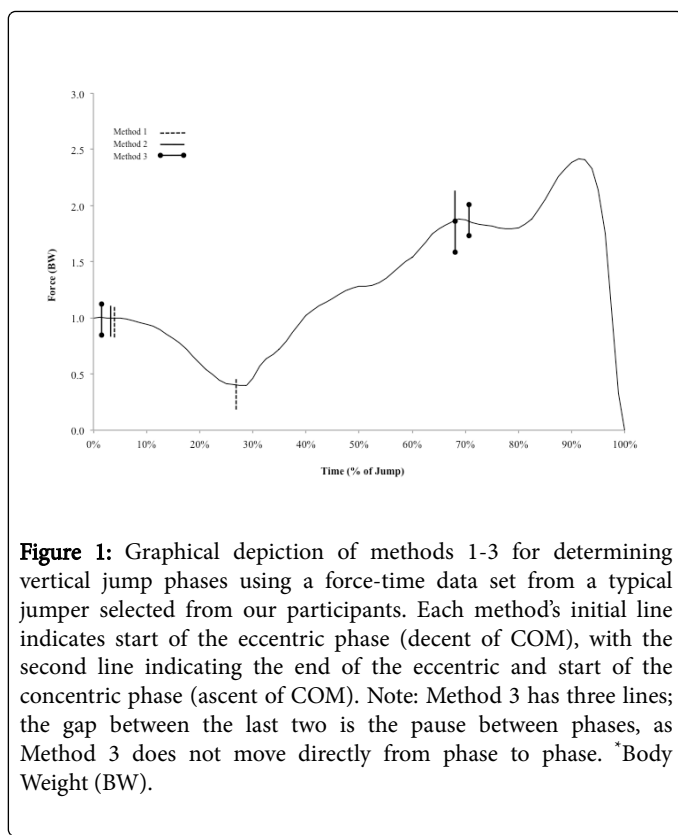 3.0
2.5
2.0
1.5
1.0
0.5
0.0
Force (BW)
Method 1
Method 2
Method 3
0% 10% 20% 30% 40% 50% 60% 70% 80% 90% 100%
Time (% of Jump)
Figure 1: Graphical depiction of methods 1-3 for determining
vertical jump phases using a force-time data set from a typical
jumper selected from our participants. Each method's initial line
indicates start of the eccentric phase (decent of COM), with the
second line indicating the end of the eccentric and start of the
concentric phase (ascent of COM). Note: Method 3 has three lines;
the gap between the last two is the pause between phases, as
Method 3 does not move directly from phase to phase. *Body
Weight (BW).